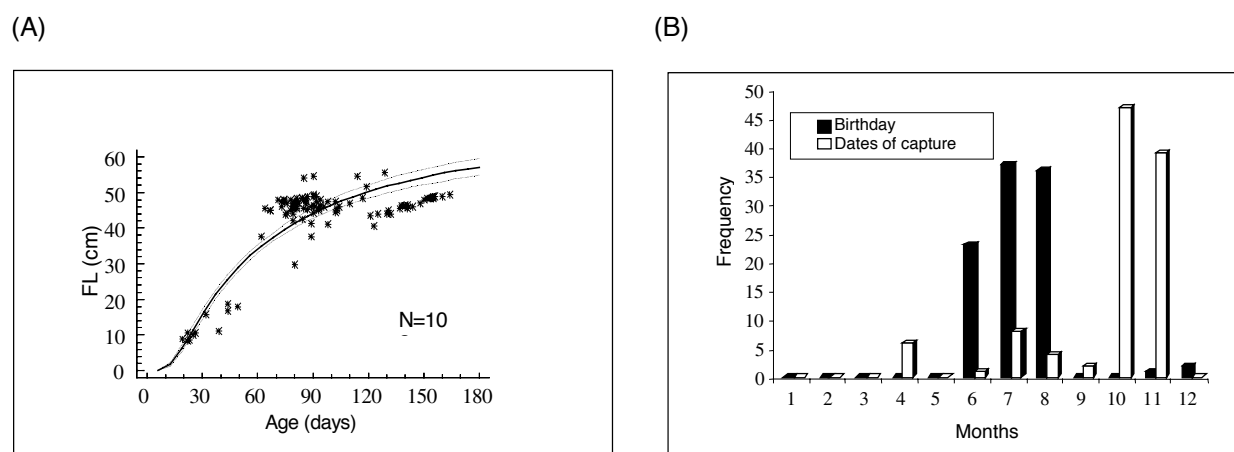 (A)
(B)
60
50
40
30
20
10
0
FL (cm)
N=10
0 30 60 90 120 150 180
Age (days)
50
45
40
35
30
25
20
15
10
5
0
Frequency
Birthday
Dates of capture
1 2 3 4 5 6 7 8 9 10 11 12
Months